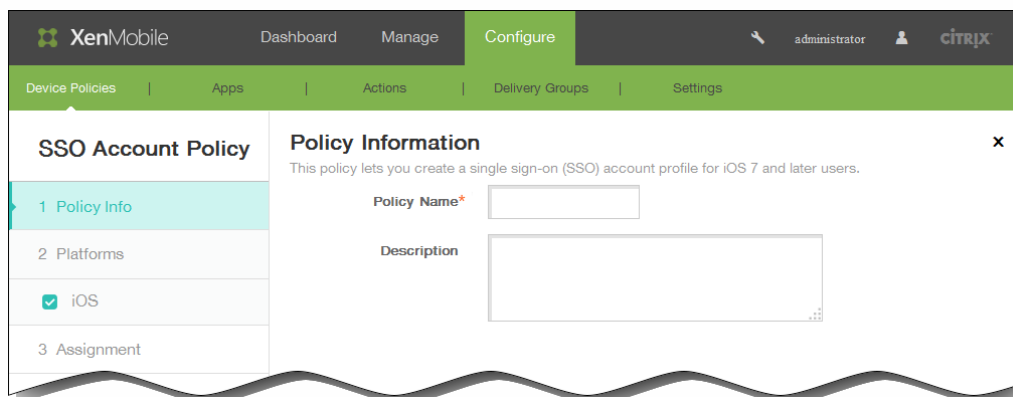 XenMobile Dashboard Manage Configure administrator CITRIX
Device Policies | Apps | Actions | Delivery Groups | Settings
SSO Account Policy
1 Policy Info
2 Platforms
iOS
3 Assignment
Policy Information
This policy lets you create a single sign-on (SSO) account profile for iOS 7 and later users.
Policy Name*
Description